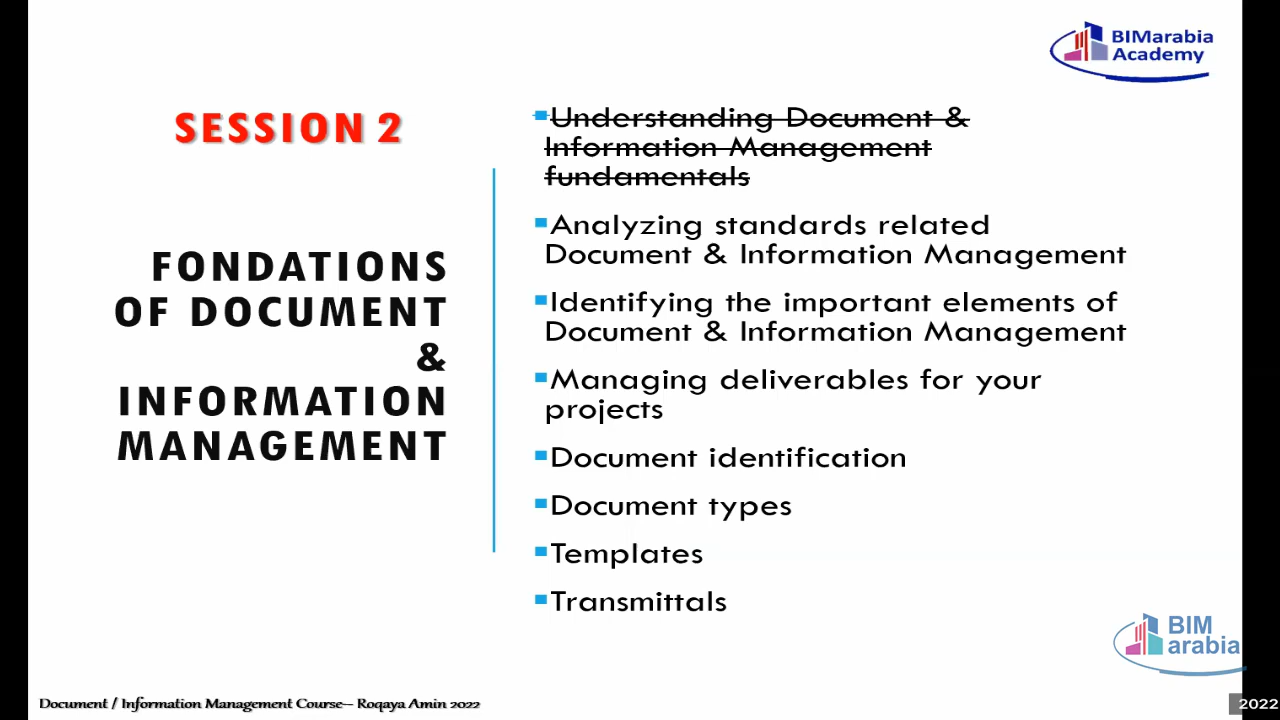 BIMarabia
Academy
SESSION 2
FONDATIONS
OF DOCUMENT
&
INFORMATION
MANAGEMENT
Understanding Document &
Information Management
fundamentals
Analyzing standards related
Document & Information Management
Identifying the important elements of
Document & Information Management
Managing deliverables for your
projects
Document identification
Document types
Templates
Transmittals
BIM
arabia
Document / Information Management Course– Roqaya Amin 2022
2022